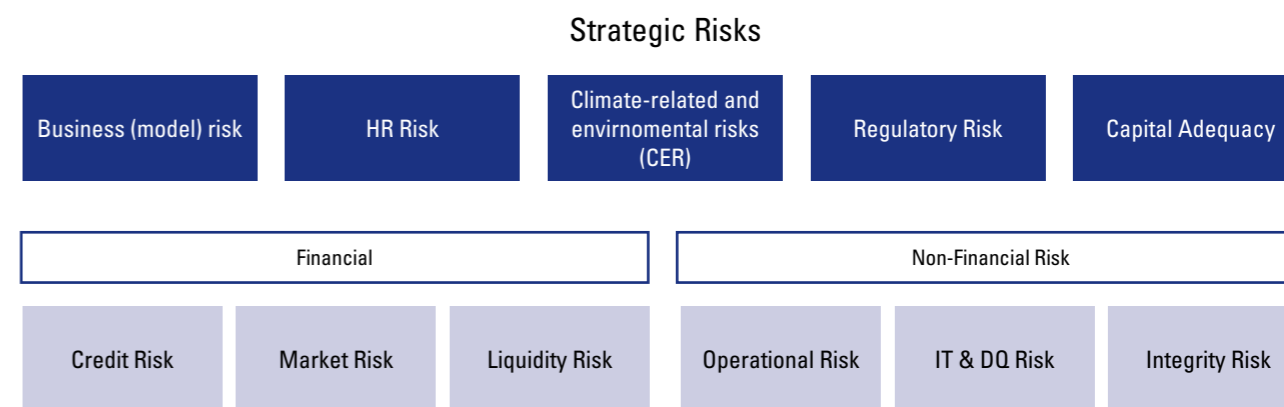 Strategic Risks
Business (model) risk
HR Risk
Climate-related and
envirnomental risks
(CER)
Regulatory Risk
Capital Adequacy
Financial
Non-Financial Risk
Credit Risk
Market Risk
Liquidity Risk
Operational Risk
IT & DQ Risk
Integrity Risk